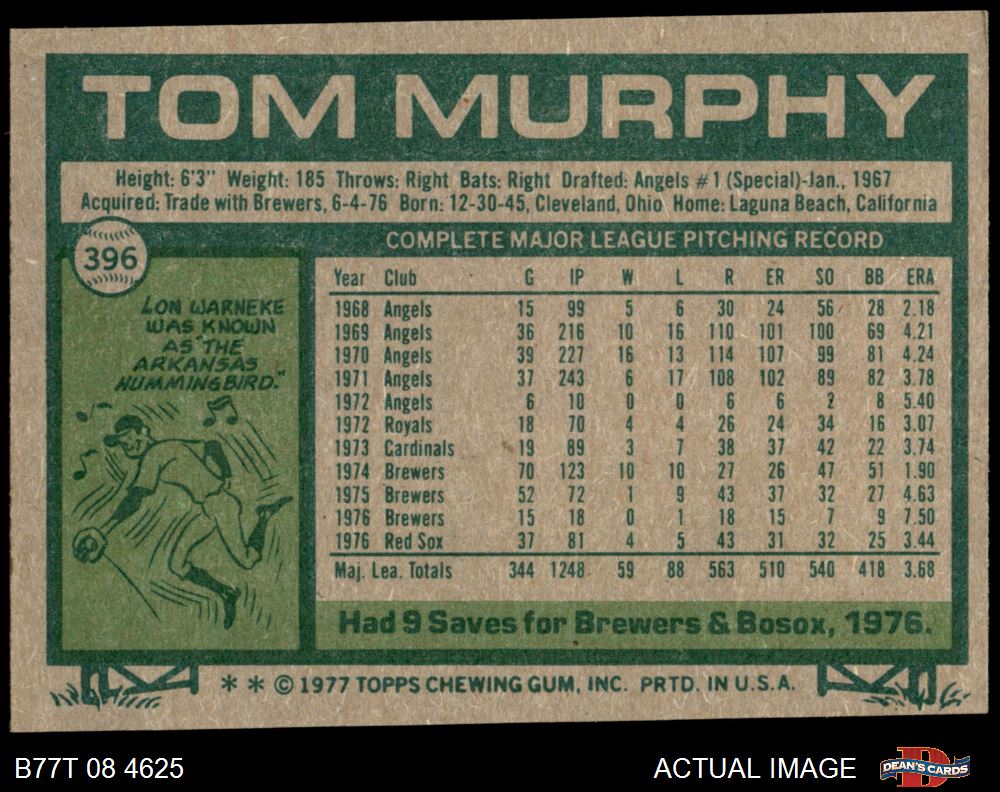 TOM MURPHY
Height: 6'3" Weight: 185 Throws: Right Bats: Right Drafted: Angels #1 (Special)-Jan., 1967
Acquired: Trade with Brewers, 6-4-76 Born: 12-30-45, Cleveland, Ohio Home: Laguna Beach, California
396
LON WARNEKE
WAS KNOWN
AS "THE
ARKANSAS
HUMMINGBIRD."
COMPLETE MAJOR LEAGUE PITCHING RECORD
Year Club G IP W L R ER SO BB ERA
1968 Angels 15 99 5 6 30 24 56 28 2.18
1969 Angels 36 216 10 16 110 101 100 69 4.21
1970 Angels 39 227 16 13 114 107 99 81 4.24
1971 Angels 37 243 6 17 108 102 89 82 3.78
1972 Angels 6 10 0 0 6 6 2 8 5.40
1972 Royals 18 70 4 4 26 24 34 16 3.07
1973 Cardinals 19 89 3 7 38 37 42 22 3.74
1974 Brewers 70 123 10 10 27 26 47 51 1.90
1975 Brewers 52 72 1 9 43 37 32 27 4.63
1976 Brewers 15 18 0 1 18 15 7 9 7.50
1976 Red Sox 37 81 4 5 43 31 32 25 3.44
Maj. Lea. Totals 344 1248 59 88 563 510 540 418 3.68
Had 9 Saves for Brewers & Bosox, 1976.
* * © 1977 TOPPS CHEWING GUM, INC. PRTD. IN U.S.A.
B77T 08 4625
ACTUAL IMAGE
D
DEAN'S CARDS